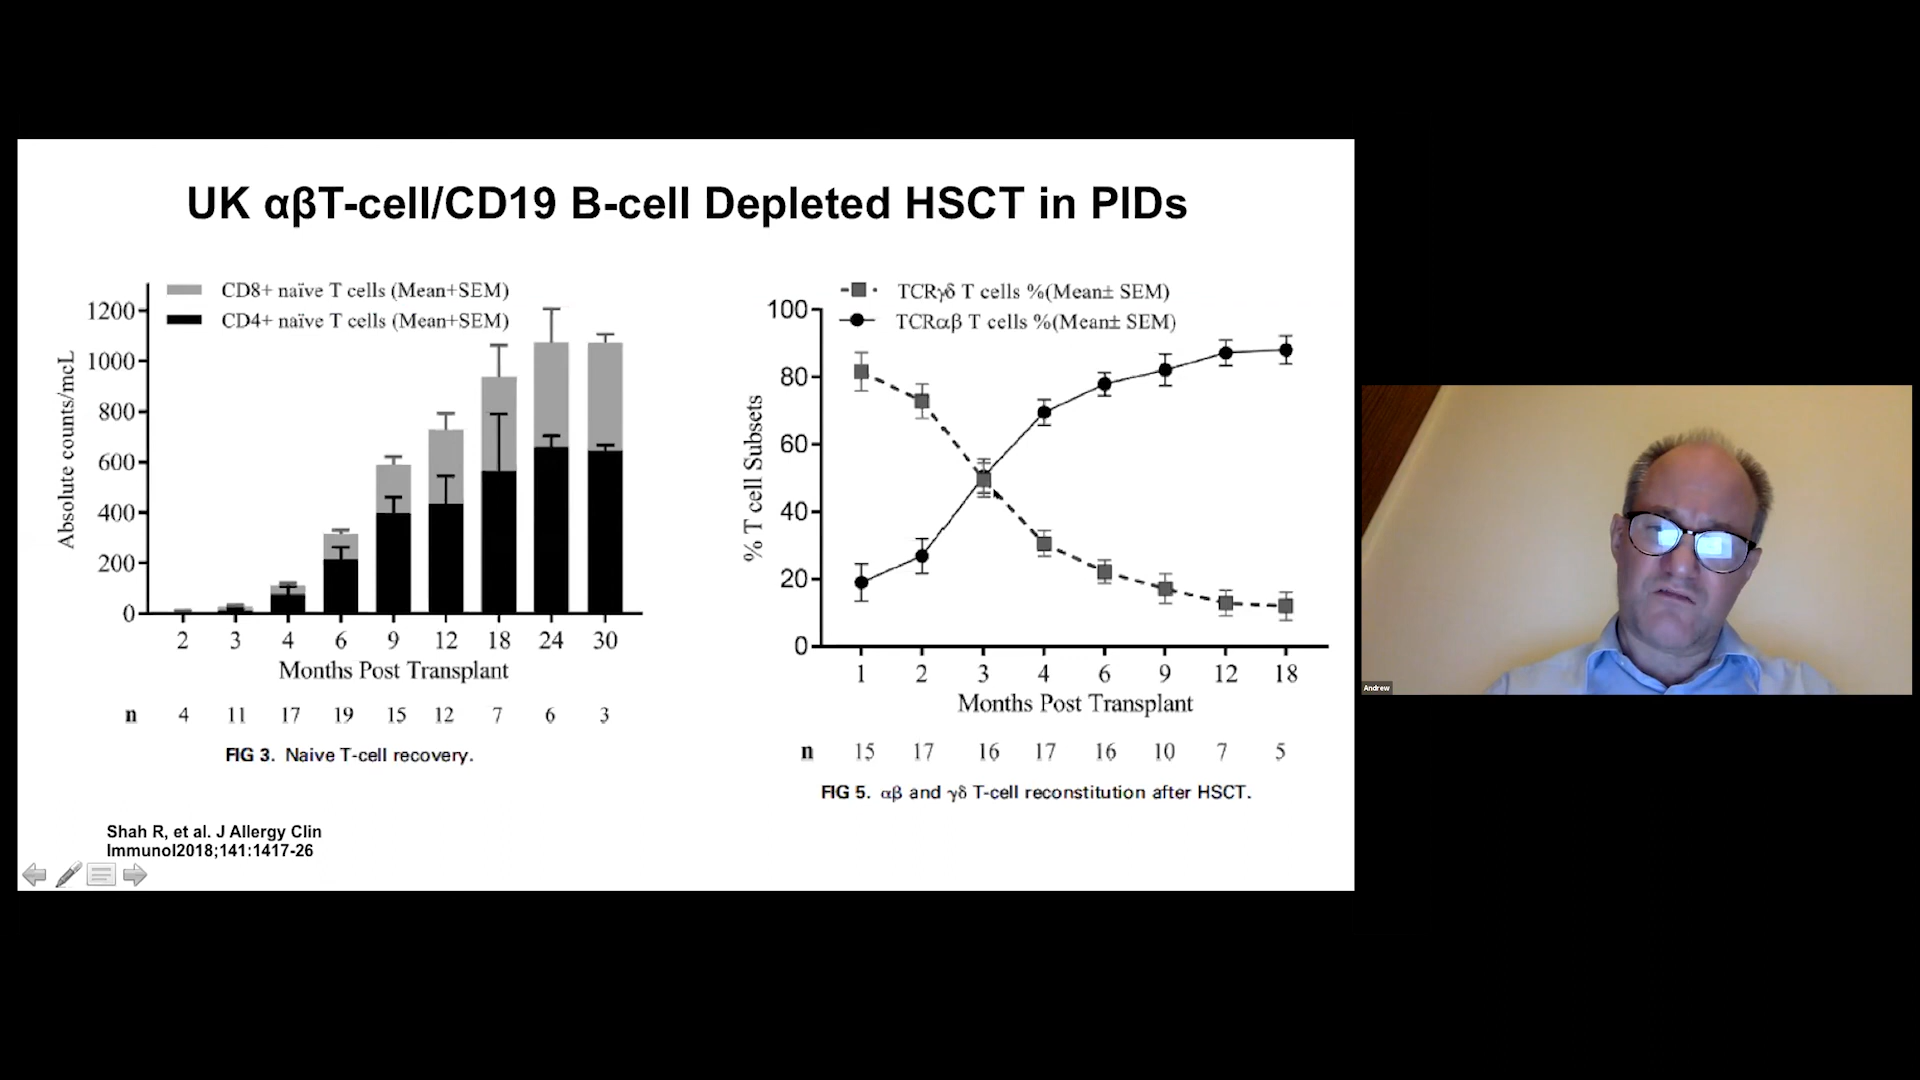 UK αβT-cell/CD19 B-cell Depleted HSCT in PIDs
CD8+ naïve T cells (Mean+SEM)
CD4+ naïve T cells (Mean+SEM)
Absolute counts/mcL
1200
1000
800
600
400
200
0
2 3 4 6 9 12 18 24 30
Months Post Transplant
n 4 11 17 19 15 12 7 6 3
FIG 3. Naive T-cell recovery.
TCRγδ T cells %(Mean± SEM)
TCRαβ T cells %(Mean± SEM)
% T cell Subsets
100
80
60
40
20
0
1 2 3 4 6 9 12 18
Months Post Transplant
n 15 17 16 17 16 10 7 5
FIG 5. αβ and γδ T-cell reconstitution after HSCT.
Shah R, et al. J Allergy Clin
Immunol2018;141:1417-26
Andrew